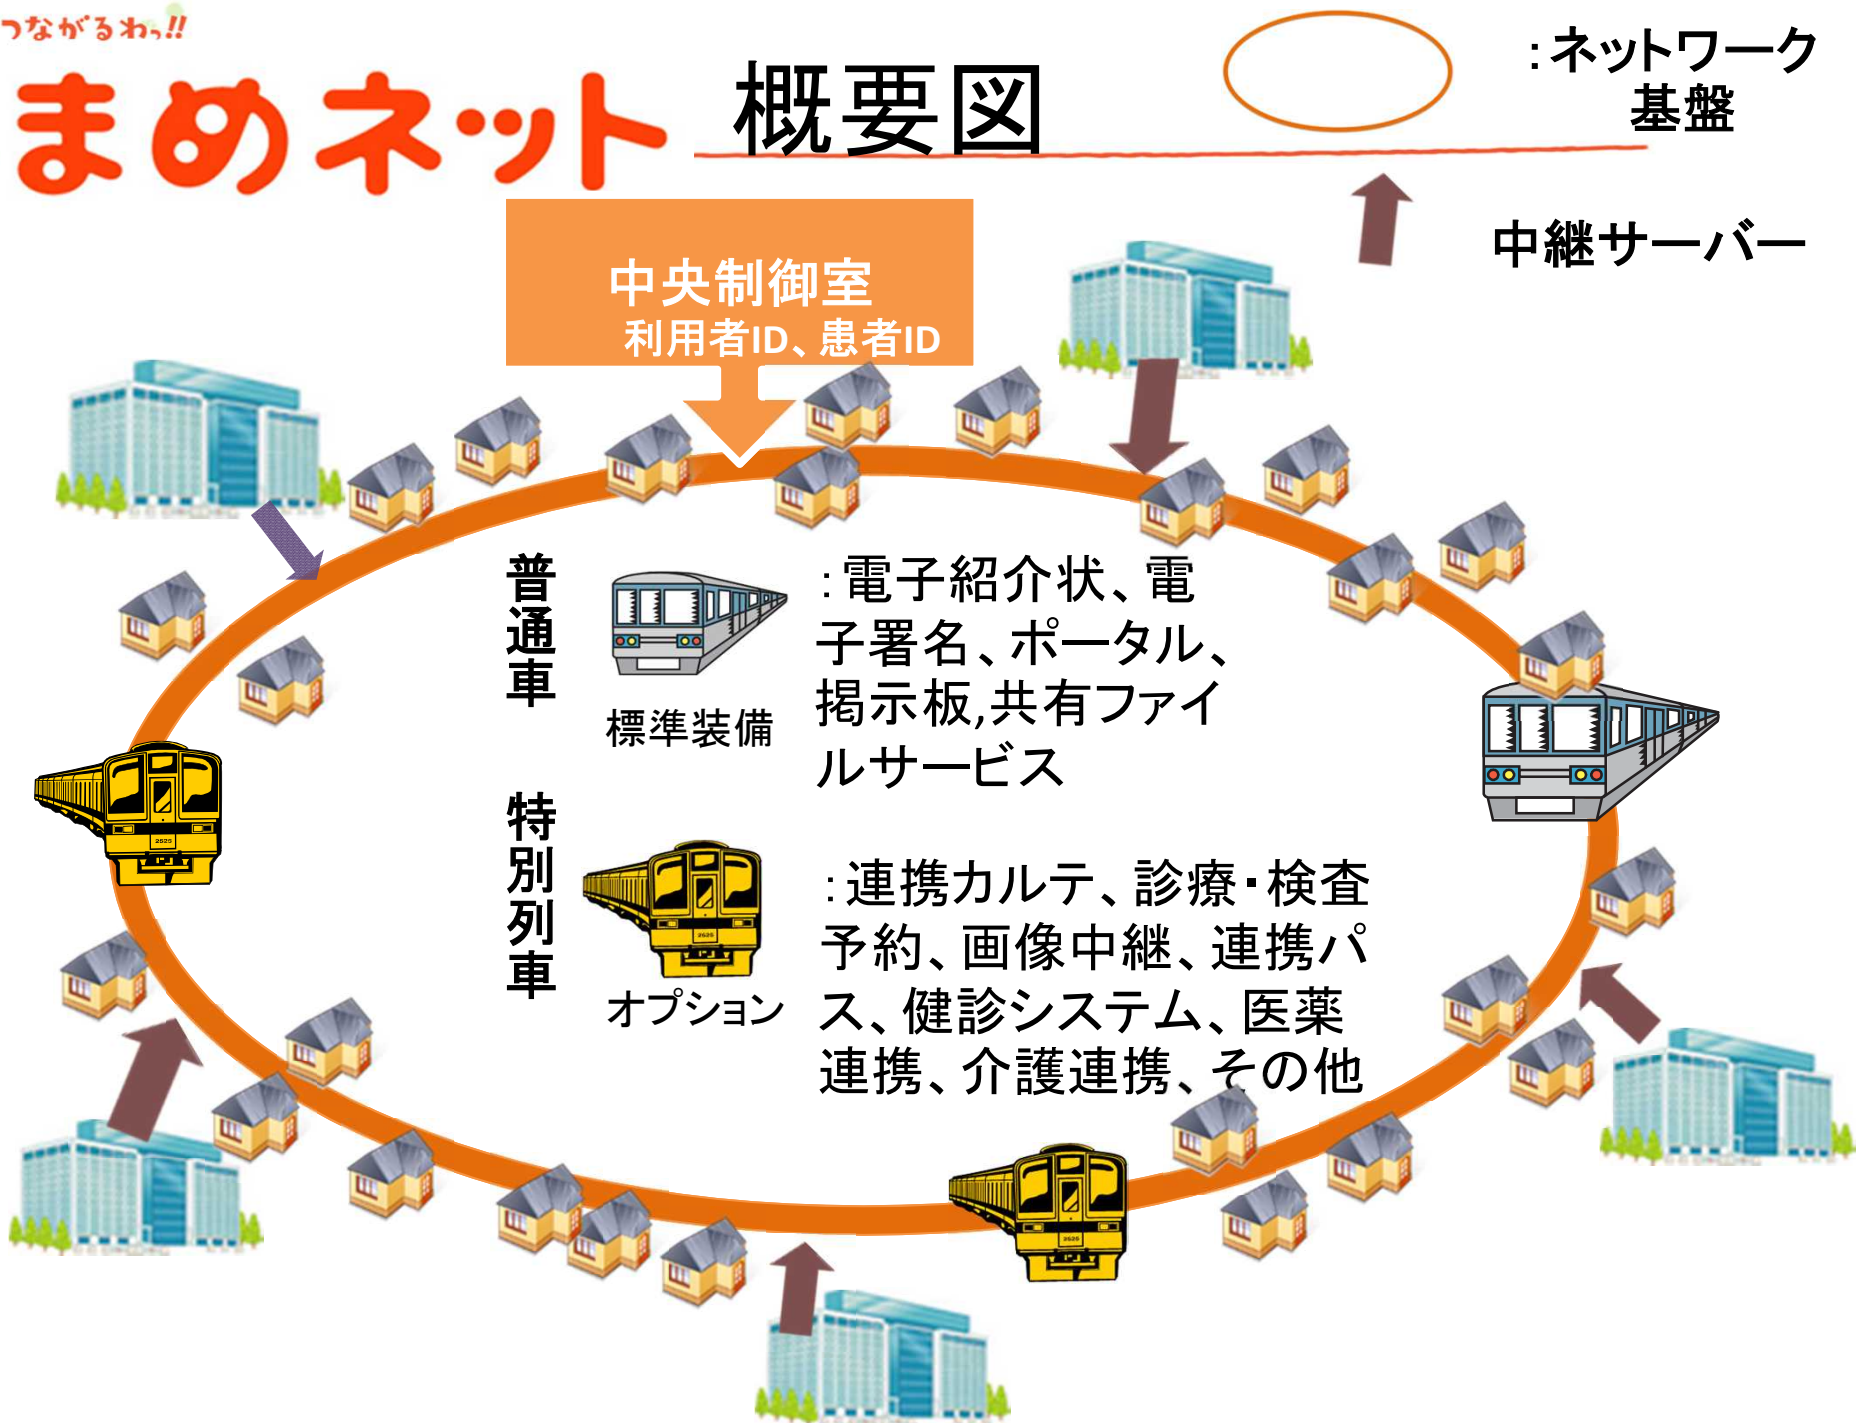 つながるわっ!!
まめネット 概要図
:ネットワーク
基盤
中継サーバー
中央制御室
利用者ID、患者ID
普通車
標準装備
:電子紹介状、電
子署名、ポータル、
掲示板,共有ファイ
ルサービス
特別列車
オプション
:連携カルテ、診療・検査
予約、画像中継、連携パ
ス、健診システム、医薬
連携、介護連携、その他
2525
2626
2626